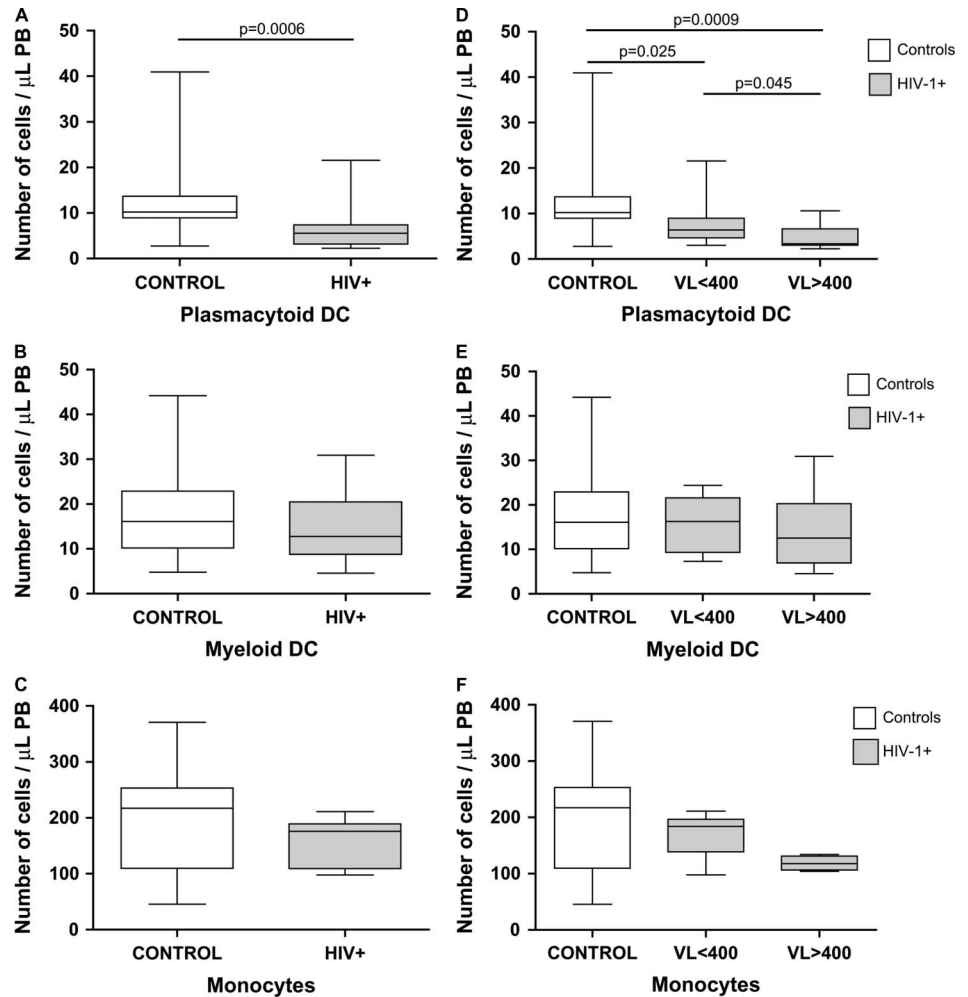 A
Number of cells / μL PB
50
40
30
20
10
0
p=0.0006
CONTROL HIV+
Plasmacytoid DC
D
Number of cells / μL PB
50
40
30
20
10
0
p=0.0009
p=0.025
p=0.045
CONTROL VL<400 VL>400
Plasmacytoid DC
Controls
HIV-1+
B
Number of cells / μL PB
50
40
30
20
10
0
CONTROL HIV+
Myeloid DC
E
Number of cells / μL PB
50
40
30
20
10
0
CONTROL VL<400 VL>400
Myeloid DC
Controls
HIV-1+
C
Number of cells / μL PB
400
300
200
100
0
CONTROL HIV+
Monocytes
F
Number of cells / μL PB
400
300
200
100
0
CONTROL VL<400 VL>400
Monocytes
Controls
HIV-1+